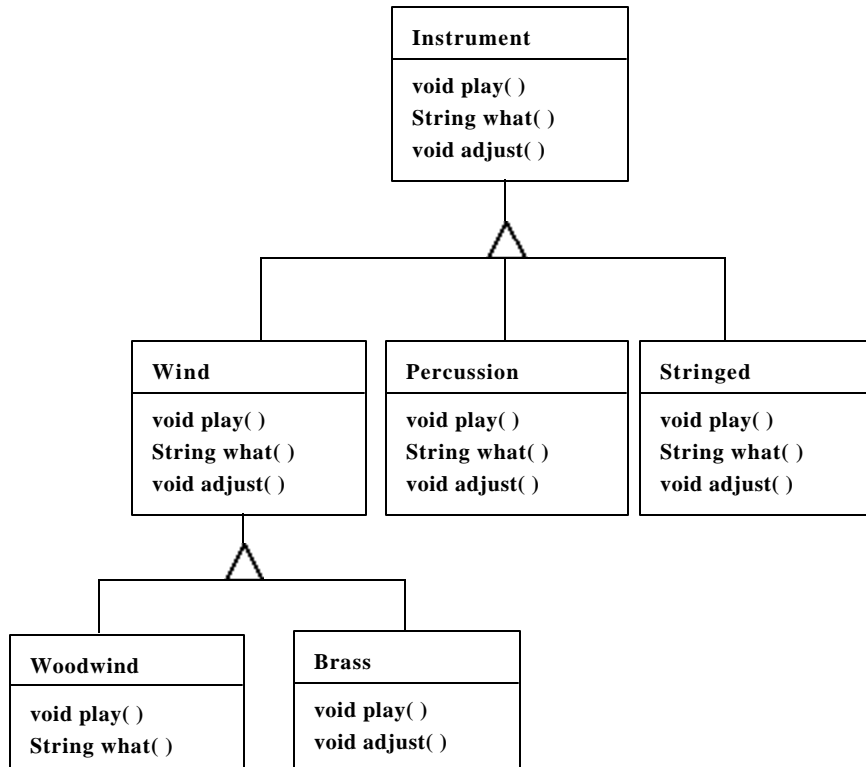 Instrument
void play( )
String what( )
void adjust( )
Wind
void play( )
String what( )
void adjust( )
Percussion
void play( )
String what( )
void adjust( )
Stringed
void play( )
String what( )
void adjust( )
Woodwind
void play( )
String what( )
Brass
void play( )
void adjust( )